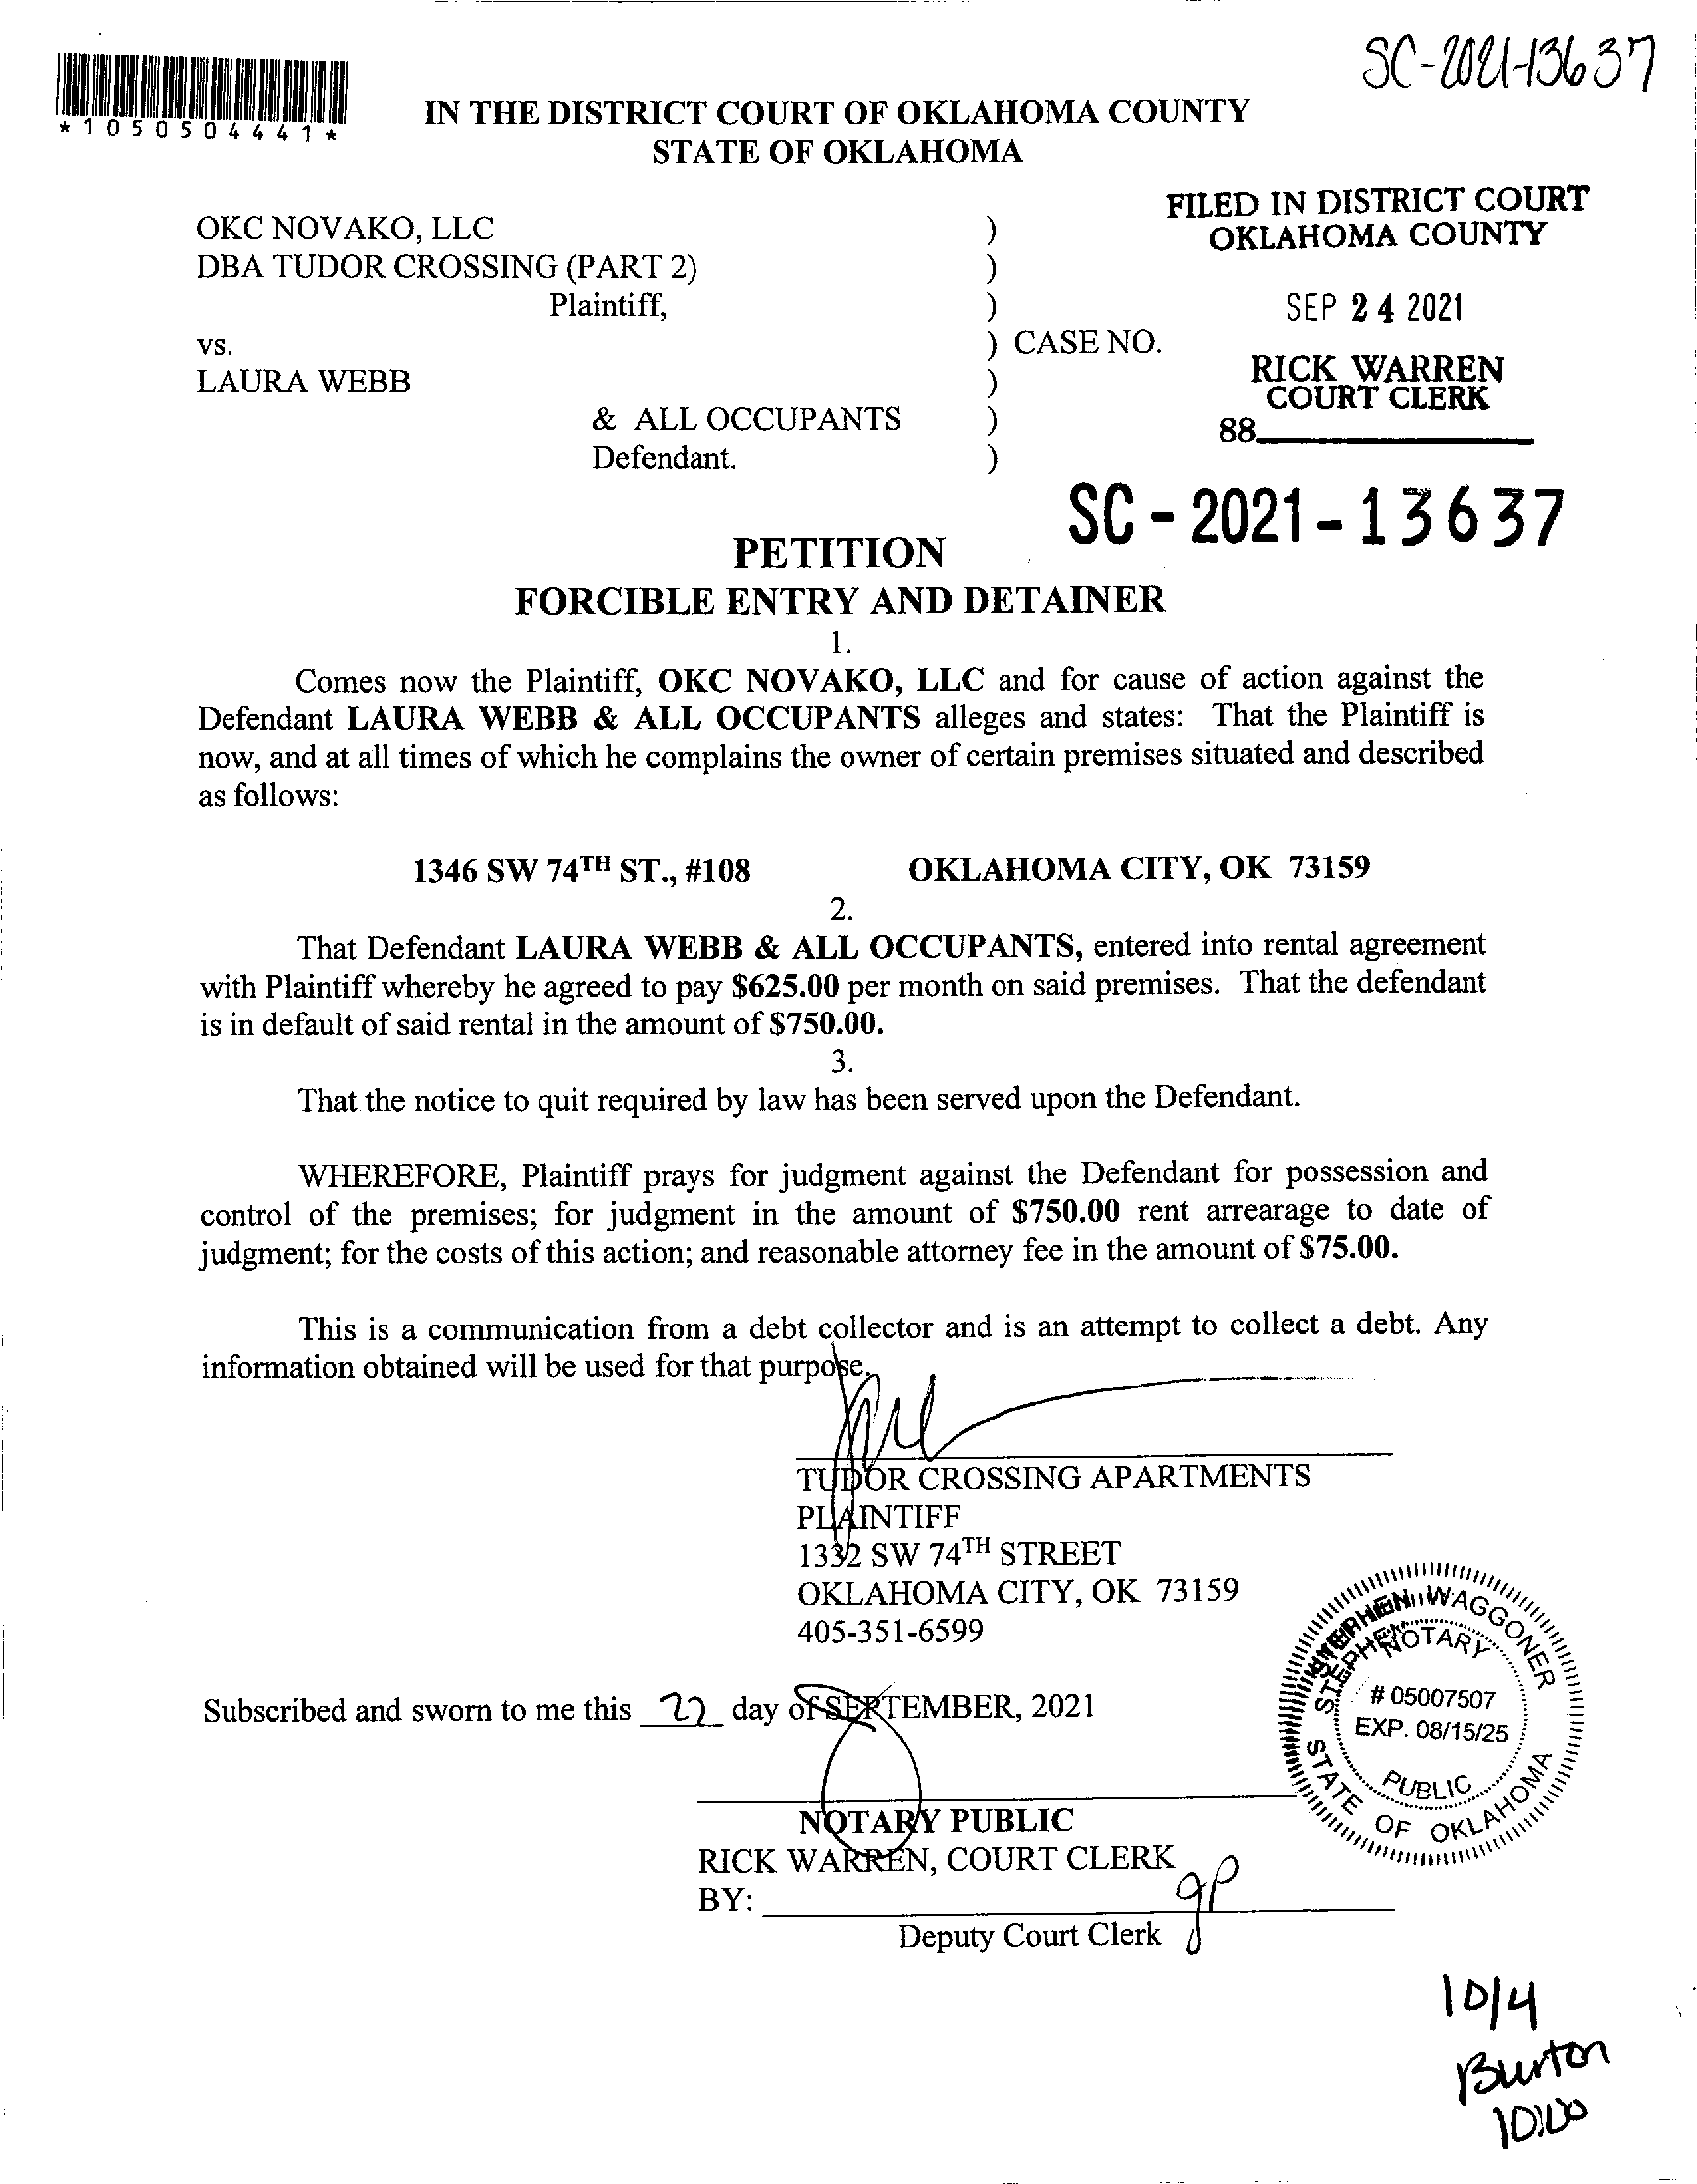 SC-2021-13637
*1050504441*
IN THE DISTRICT COURT OF OKLAHOMA COUNTY
STATE OF OKLAHOMA
FILED IN DISTRICT COURT
OKLAHOMA COUNTY
SEP 24 2021
RICK WARREN
COURT CLERK
88
OKC NOVAKO, LLC )
DBA TUDOR CROSSING (PART 2) )
Plaintiff, )
vs. ) CASE NO.
LAURA WEBB )
& ALL OCCUPANTS )
Defendant. )
SC-2021-13637
PETITION
FORCIBLE ENTRY AND DETAINER
1.
Comes now the Plaintiff, OKC NOVAKO, LLC and for cause of action against the
Defendant LAURA WEBB & ALL OCCUPANTS alleges and states: That the Plaintiff is
now, and at all times of which he complains the owner of certain premises situated and described
as follows:
1346 SW 74TH ST., #108 OKLAHOMA CITY, OK 73159
2.
That Defendant LAURA WEBB & ALL OCCUPANTS, entered into rental agreement
with Plaintiff whereby he agreed to pay $625.00 per month on said premises. That the defendant
is in default of said rental in the amount of $750.00.
3.
That the notice to quit required by law has been served upon the Defendant.
WHEREFORE, Plaintiff prays for judgment against the Defendant for possession and
control of the premises; for judgment in the amount of $750.00 rent arrearage to date of
judgment; for the costs of this action; and reasonable attorney fee in the amount of $75.00.
This is a communication from a debt collector and is an attempt to collect a debt. Any
information obtained will be used for that purpose.
TUDOR CROSSING APARTMENTS
PLAINTIFF
1332 SW 74TH STREET
OKLAHOMA CITY, OK 73159
405-351-6599
Subscribed and sworn to me this 22 day of SEPTEMBER, 2021
STEPHEN WAGGONER
NOTARY
# 05007507
EXP. 08/15/25
PUBLIC
STATE OF OKLAHOMA
NOTARY PUBLIC
RICK WARREN, COURT CLERK
BY: gp
Deputy Court Clerk
10/4
Burton
10:00